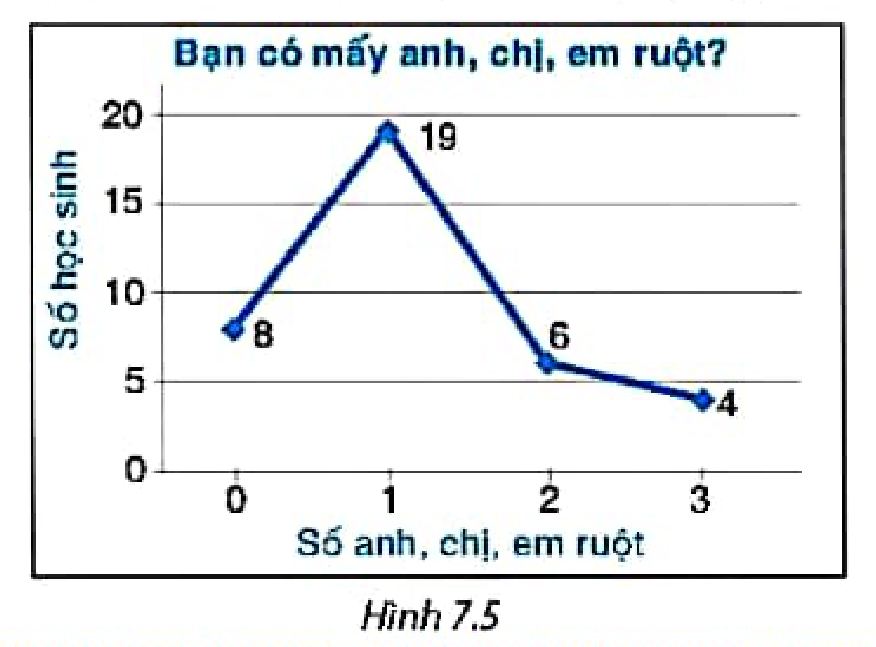 Bạn có mấy anh, chị, em ruột?
Số học sinh
20
15
10
5
0
8
19
6
4
0 1 2 3
Số anh, chị, em ruột
Hình 7.5